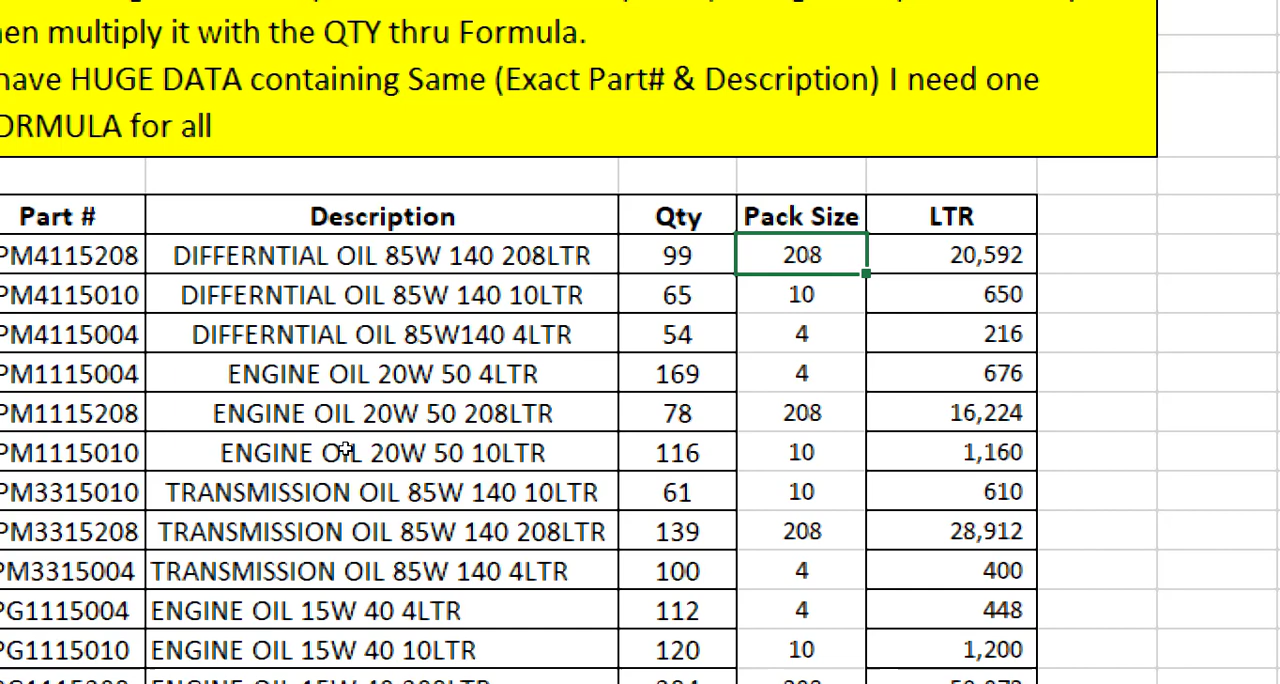 en multiply it with the QTY thru Formula.
have HUGE DATA containing Same (Exact Part# & Description) I need one
ORMULA for all
Part # Description Qty Pack Size LTR
PM4115208 DIFFERNTIAL OIL 85W 140 208LTR 99 208 20,592
PM4115010 DIFFERNTIAL OIL 85W 140 10LTR 65 10 650
PM4115004 DIFFERNTIAL OIL 85W140 4LTR 54 4 216
PM1115004 ENGINE OIL 20W 50 4LTR 169 4 676
PM1115208 ENGINE OIL 20W 50 208LTR 78 208 16,224
PM1115010 ENGINE OIL 20W 50 10LTR 116 10 1,160
PM3315010 TRANSMISSION OIL 85W 140 10LTR 61 10 610
PM3315208 TRANSMISSION OIL 85W 140 208LTR 139 208 28,912
PM3315004 TRANSMISSION OIL 85W 140 4LTR 100 4 400
PG1115004 ENGINE OIL 15W 40 4LTR 112 4 448
PG1115010 ENGINE OIL 15W 40 10LTR 120 10 1,200